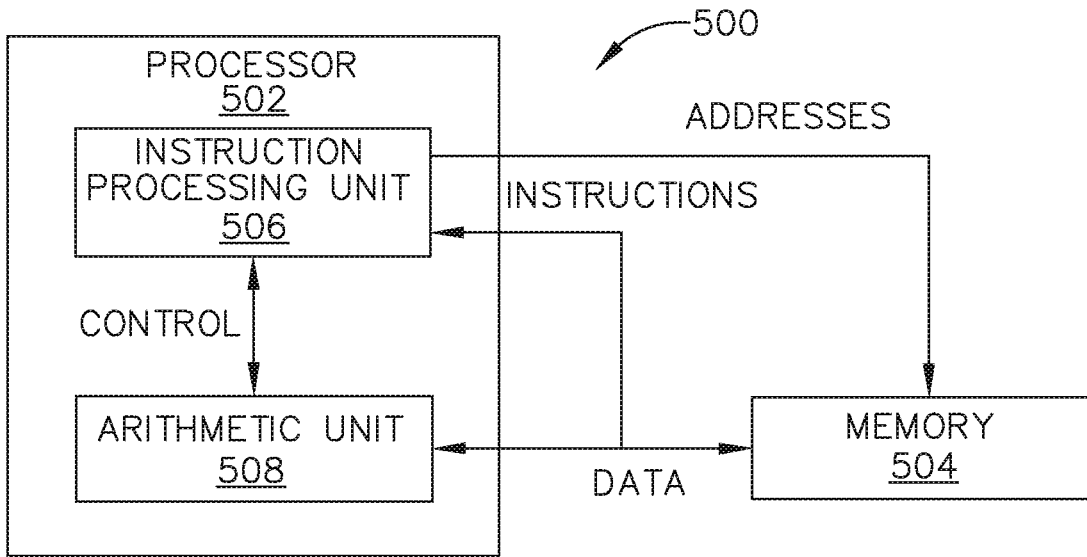 500
PROCESSOR
502
ADDRESSES
INSTRUCTION
PROCESSING UNIT
506
INSTRUCTIONS
CONTROL
ARITHMETIC UNIT
508
DATA
MEMORY
504